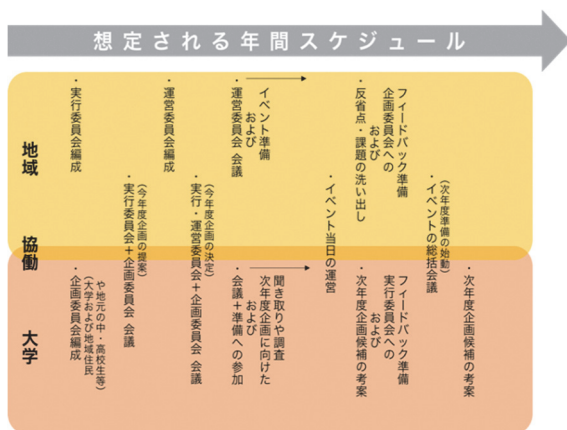 想定される年間スケジュール
地域
協働
大学
・実行委員会編成
・企画委員会編成
(大学および地域住民
や地元の中・高校生等)
・実行委員会+企画委員会 会議
(今年度企画の提案)
・運営委員会編成
・実行・運営委員会+企画委員会 会議
(今年度企画の決定)
・運営委員会 会議
および
イベント準備
・会議+準備への参加
および
次年度企画に向けた
聞き取りや調査
・イベント当日の運営
・反省点・課題の洗い出し
および
企画委員会への
フィードバック準備
・次年度企画候補の考案
および
実行委員会への
フィードバック準備
・イベントの総括会議
(次年度準備の始動)
・次年度企画候補の考案